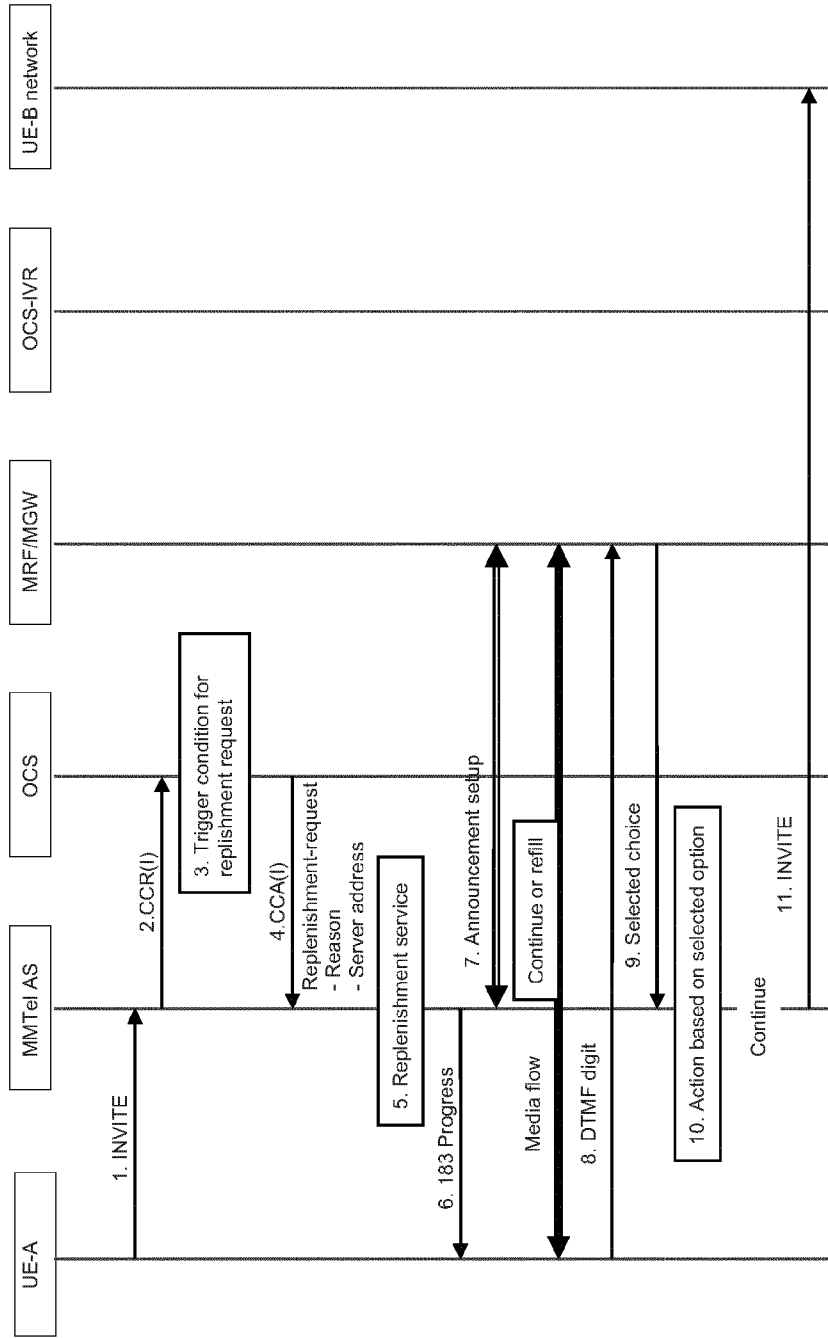 UE-A
MMTel AS
OCS
MRF/MGW
OCS-IVR
UE-B network
1. INVITE
2.CCR(I)
3. Trigger condition for
replishment request
4.CCA(I)
Replenishment-request
- Reason
- Server address
5. Replenishment service
6. 183 Progress
7. Announcement setup
Media flow
Continue or refill
8. DTMF digit
9. Selected choice
10. Action based on selected option
Continue
11. INVITE